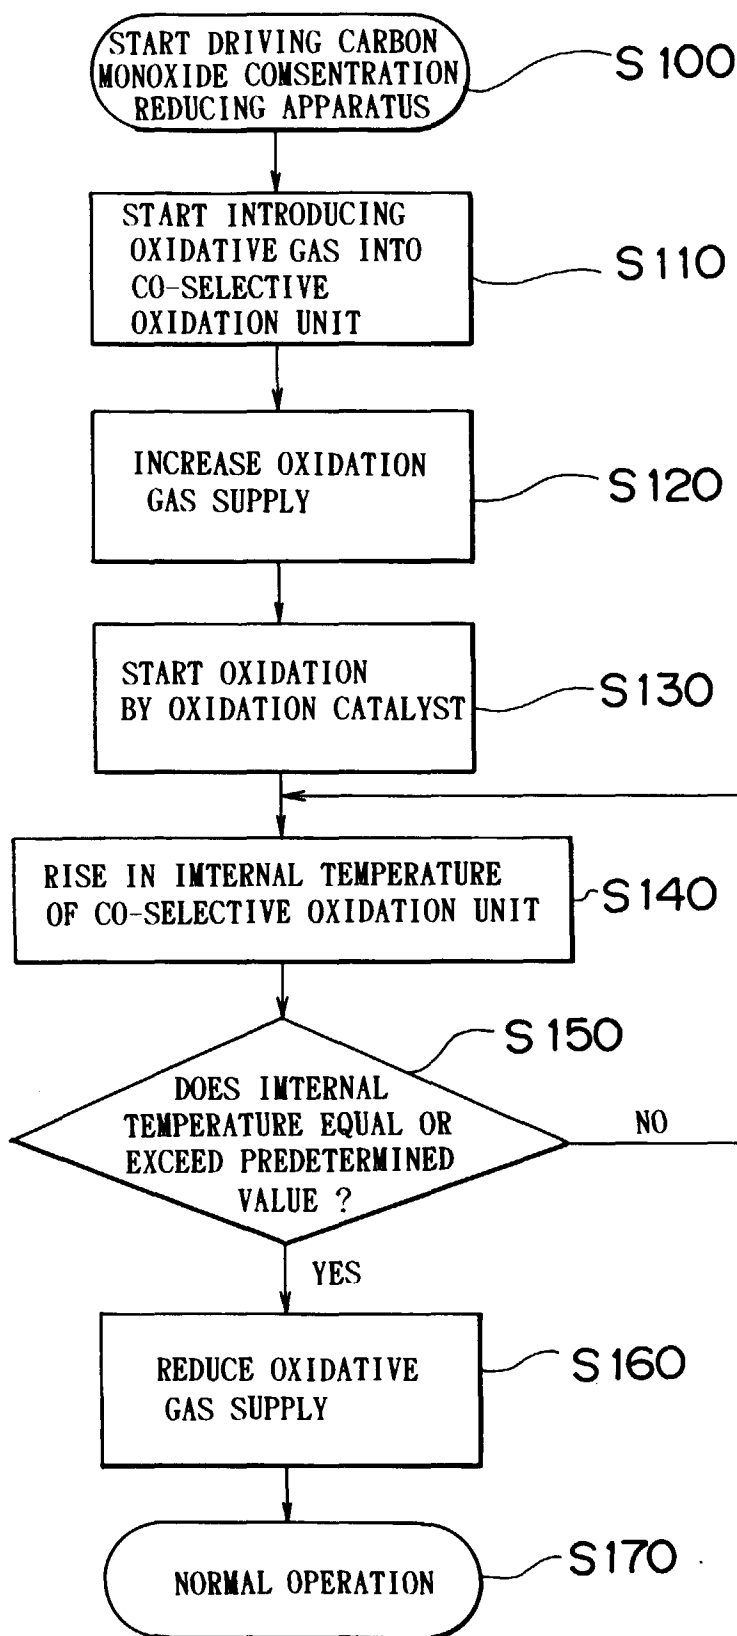 START DRIVING CARBON
MONOXIDE COMSENTRATION
REDUCING APPARATUS
S100
START INTRODUCING
OXIDATIVE GAS INTO
CO-SELECTIVE
OXIDATION UNIT
S110
INCREASE OXIDATION
GAS SUPPLY
S120
START OXIDATION
BY OXIDATION CATALYST
S130
RISE IN IMTERNAL TEMPERATURE
OF CO-SELECTIVE OXIDATION UNIT
S140
S150
DOES IMTERNAL
TEMPERATURE EQUAL OR
EXCEED PREDETERMINED
VALUE ?
NO
YES
REDUCE OXIDATIVE
GAS SUPPLY
S160
NORMAL OPERATION
S170